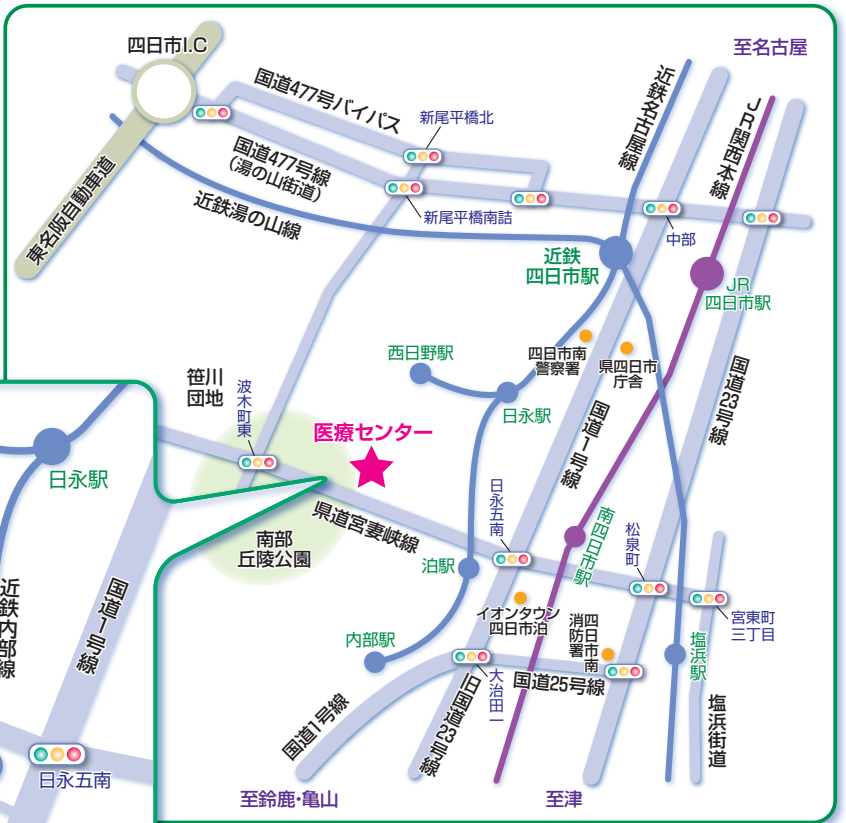 四日市I.C
至名古屋
国道477号バイパス
新尾平橋北
近鉄名古屋線
JR関西本線
国道477号線
(湯の山街道)
東名阪自動車道
近鉄湯の山線
新尾平橋南詰
中部
近鉄
四日市駅
JR
四日市駅
西日野駅
四日市南
警察署
県四日市
庁舎
笹川
団地
波木町東
日永駅
国道1号線
国道23号線
医療センター
日永駅
日永五南
県道宮妻峡線
南四日市駅
松泉町
南部
丘陵公園
泊駅
近鉄内部線
国道1号線
イオンタウン
四日市泊
四日市南
消防署
宮東町
三丁目
内部駅
塩浜駅
大治田一
国道25号線
国道1号線
旧国道23号線
塩浜街道
日永五南
至鈴鹿・亀山
至津